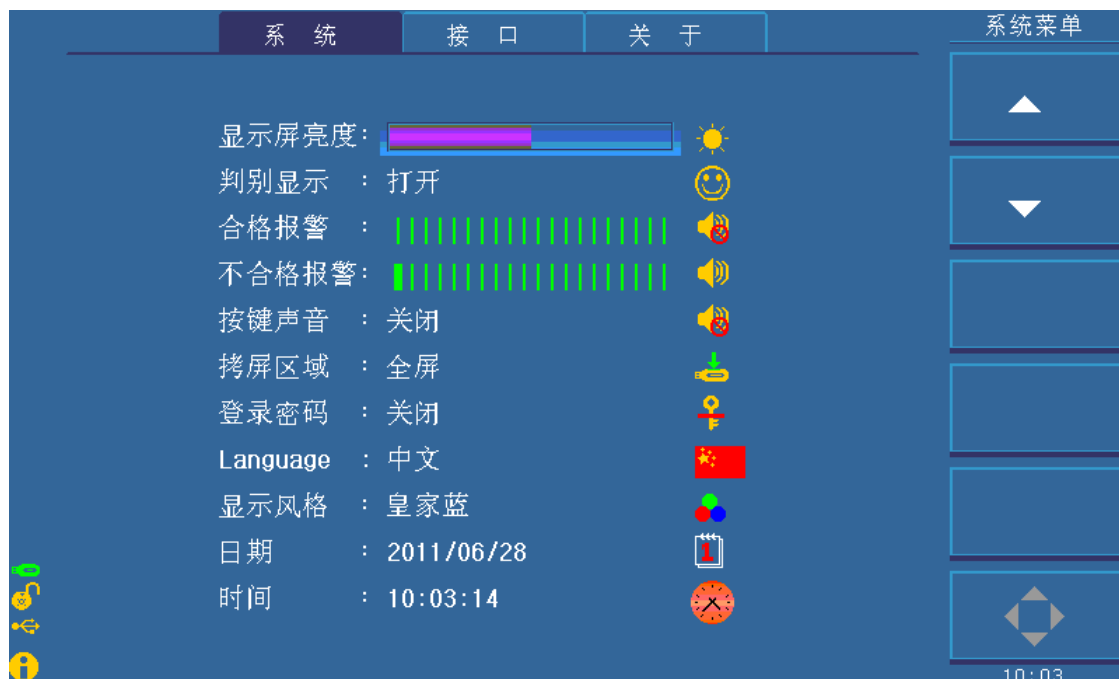 系 统 接 口 关 于 系统菜单
显示屏亮度:
判别显示 : 打开
合格报警 :
不合格报警:
按键声音 : 关闭
拷屏区域 : 全屏
登录密码 : 关闭
Language : 中文
显示风格 : 皇家蓝
日期 : 2011/06/28
时间 : 10:03:14
10:03